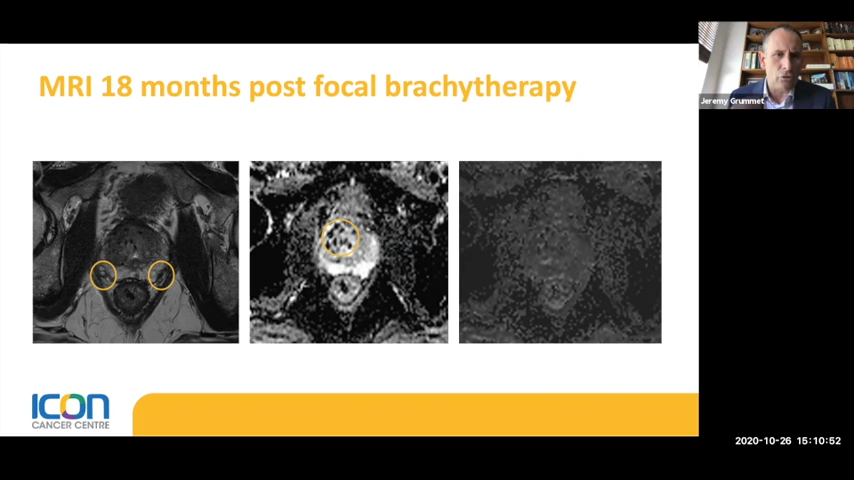 MRI 18 months post focal brachytherapy
Jeremy Grummet
ICON
CANCER CENTRE
2020-10-26 15:10:52